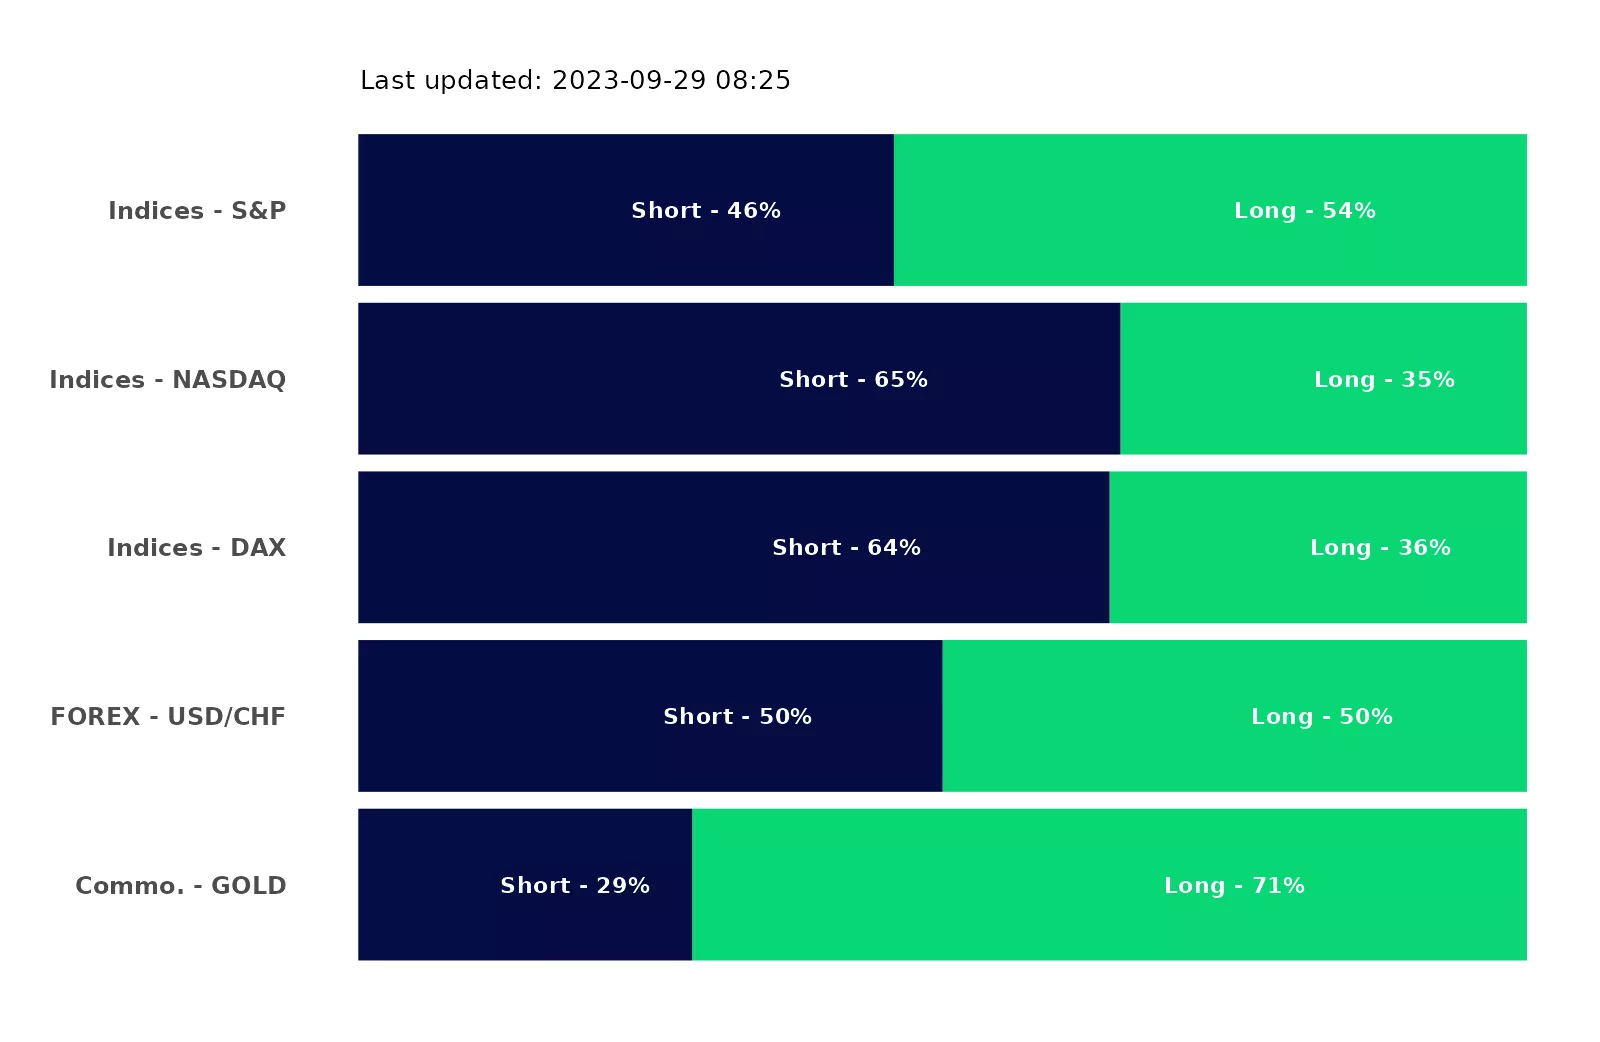 Last updated: 2023-09-29 08:25
Indices - S&P Short - 46% Long - 54%
Indices - NASDAQ Short - 65% Long - 35%
Indices - DAX Short - 64% Long - 36%
FOREX - USD/CHF Short - 50% Long - 50%
Commo. - GOLD Short - 29% Long - 71%